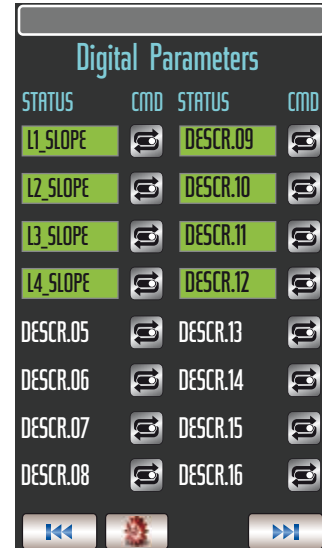 Digital Parameters
STATUS CMD STATUS CMD
L1_SLOPE DESCR.09
L2_SLOPE DESCR.10
L3_SLOPE DESCR.11
L4_SLOPE DESCR.12
DESCR.05 DESCR.13
DESCR.06 DESCR.14
DESCR.07 DESCR.15
DESCR.08 DESCR.16